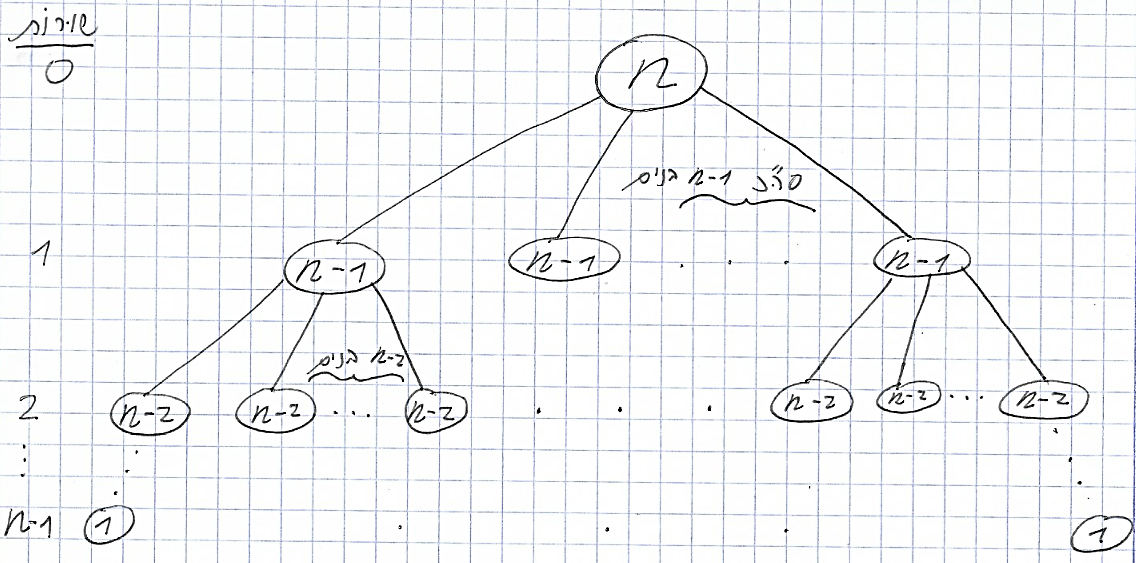 שורות
0
n
סה"כ n-1 בנים
1
n-1 n-1 . . . n-1
n-2 בנים
2
n-2 n-2 ... n-2 . . . n-2 n-2 ... n-2
n-1
1 . . . 1